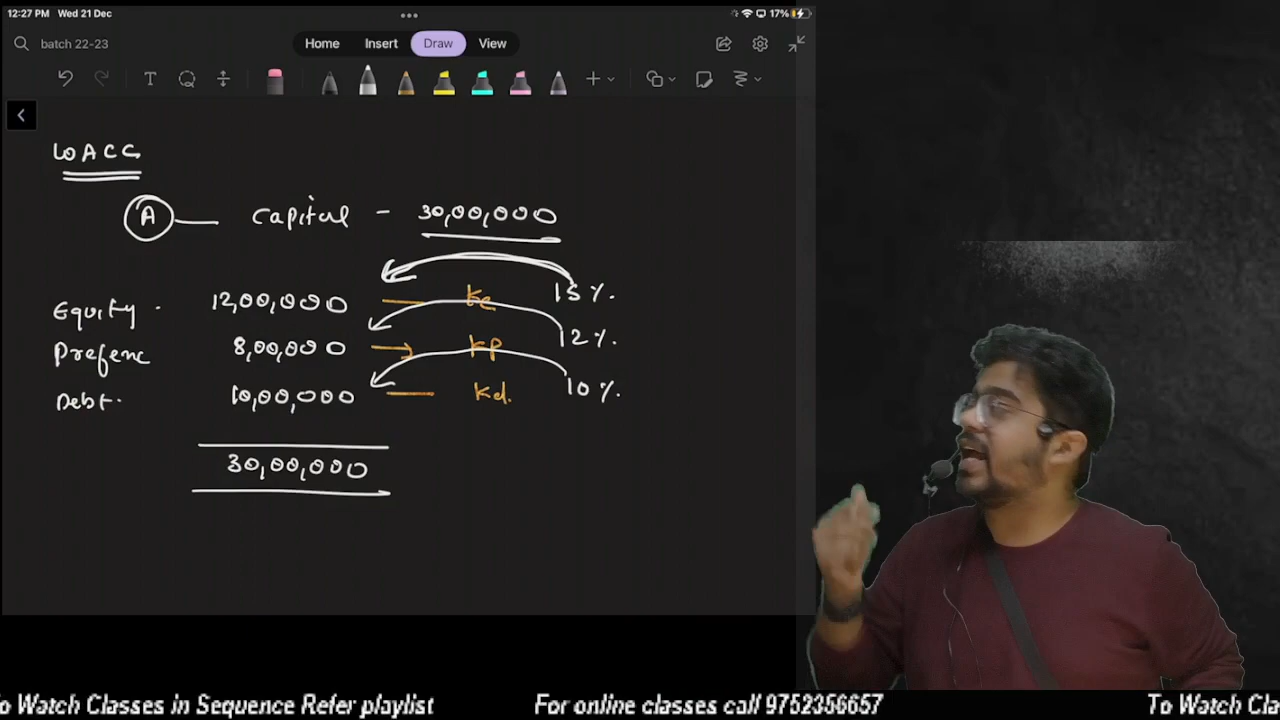 12:27 PM Wed 21 Dec
17%
batch 22-23
Home Insert Draw View
WACC
A — Capital - 30,00,000
Equity - 12,00,000 — Ke 15%.
Prefenc 8,00,000 → kp 12%.
Debt. 10,00,000 — Kd. 10%.
30,00,000
o Watch Classes in Sequence Refer playlist For online classes call 9752356657 To Watch Cla